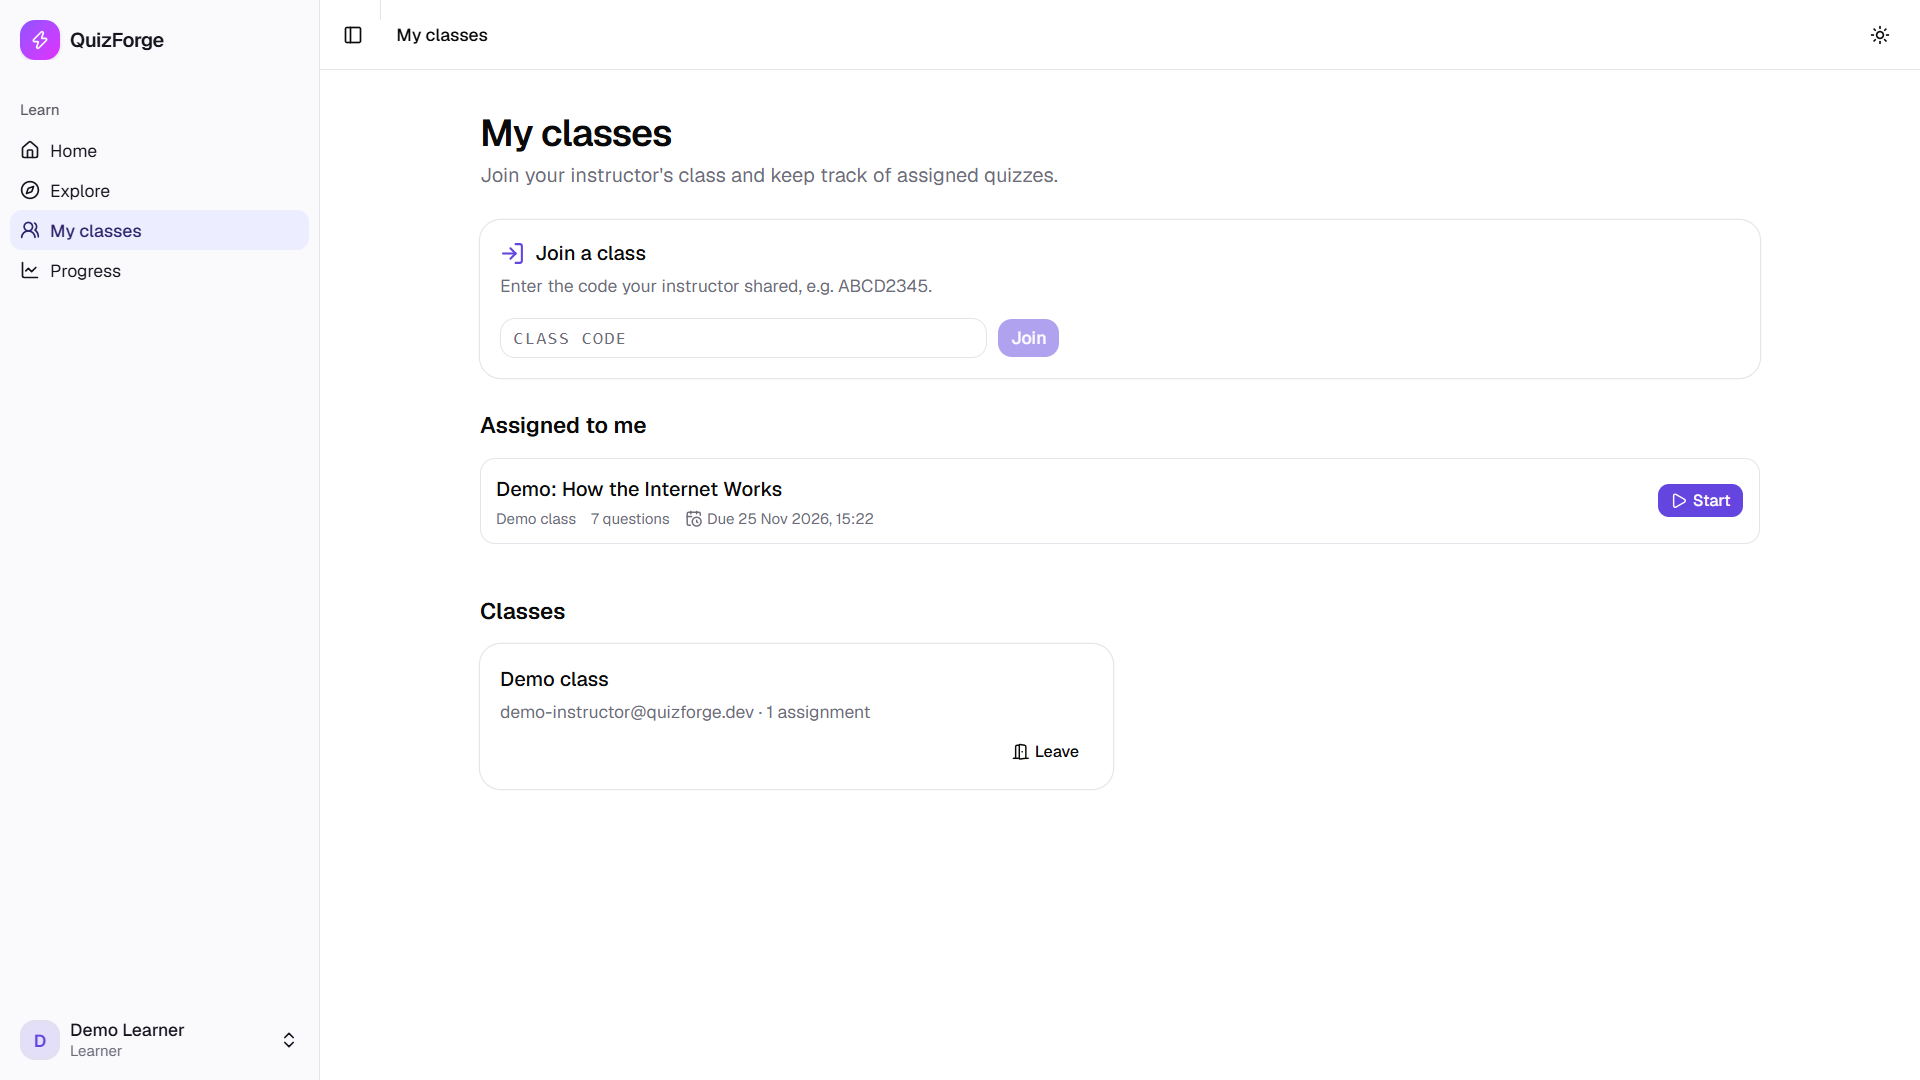 QuizForge
Learn
Home
Explore
My classes
Progress
Demo Learner
Learner
D
My classes
My classes
Join your instructor's class and keep track of assigned quizzes.
Join a class
Enter the code your instructor shared, e.g. ABCD2345.
CLASS CODE
Join
Assigned to me
Demo: How the Internet Works
Demo class 7 questions Due 25 Nov 2026, 15:22
Start
Classes
Demo class
demo-instructor@quizforge.dev · 1 assignment
Leave